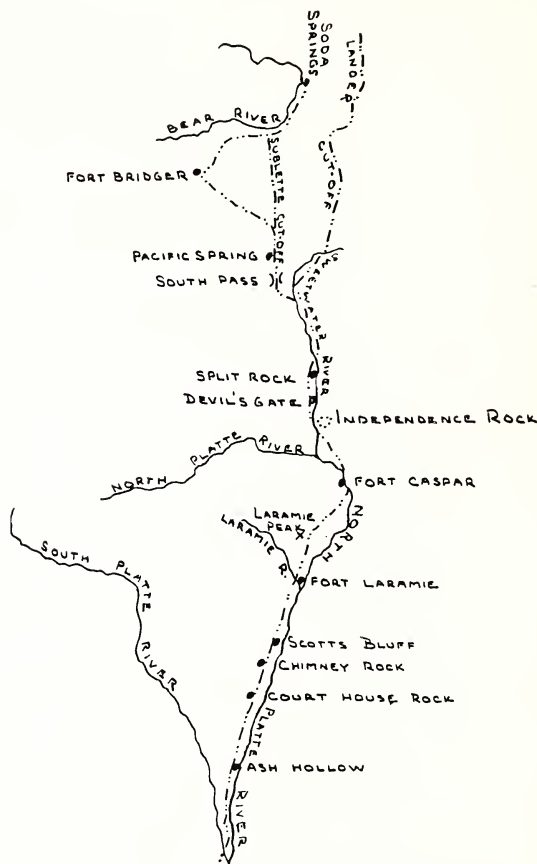 SODA
SPRINGS
LANDER
CUT-OFF
BEAR RIVER
SUBLETTE CUTOFF
FORT BRIDGER
PACIFIC SPRING
SOUTH PASS
SWEETWATER RIVER
SPLIT ROCK
DEVIL'S GATE
INDEPENDENCE ROCK
NORTH PLATTE RIVER
FORT CASPAR
LARAMIE
PEAK
LARAMIE R.
NORTH
FORT LARAMIE
SOUTH PLATTE RIVER
SCOTTS BLUFF
CHIMNEY ROCK
COURT HOUSE ROCK
PLATTE
RIVER
ASH HOLLOW